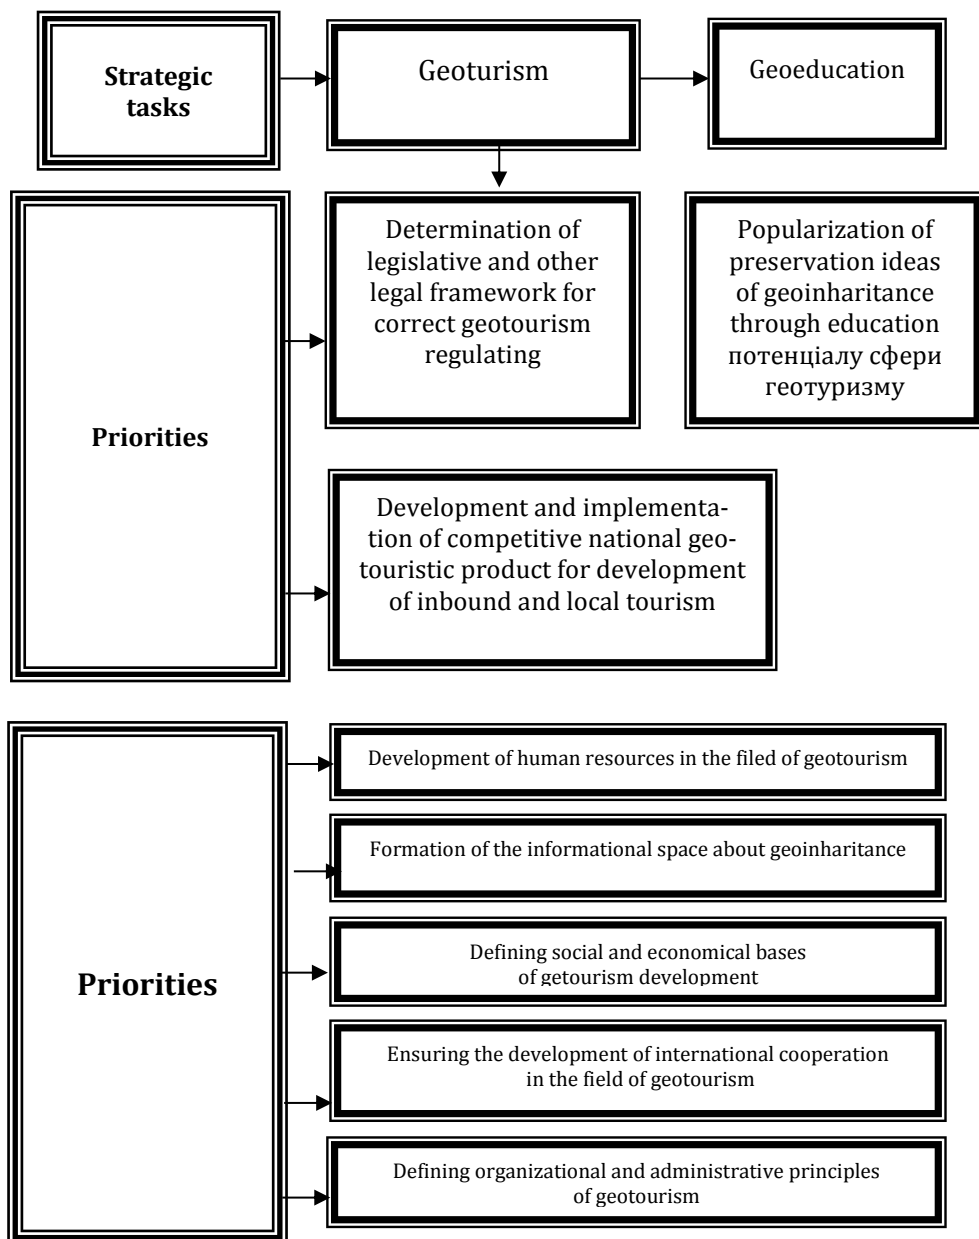 Strategic
tasks
Geoturism
Geoeducation
Priorities
Determination of
legislative and other
legal framework for
correct geotourism
regulating
Popularization of
preservation ideas
of geoinharitance
through education
потенціалу сфери
геотуризму
Development and implementa-
tion of competitive national geo-
touristic product for development
of inbound and local tourism
Priorities
Development of human resources in the filed of geotourism
Formation of the informational space about geoinharitance
Defining social and economical bases
of getourism development
Ensuring the development of international cooperation
in the field of geotourism
Defining organizational and administrative principles
of geotourism